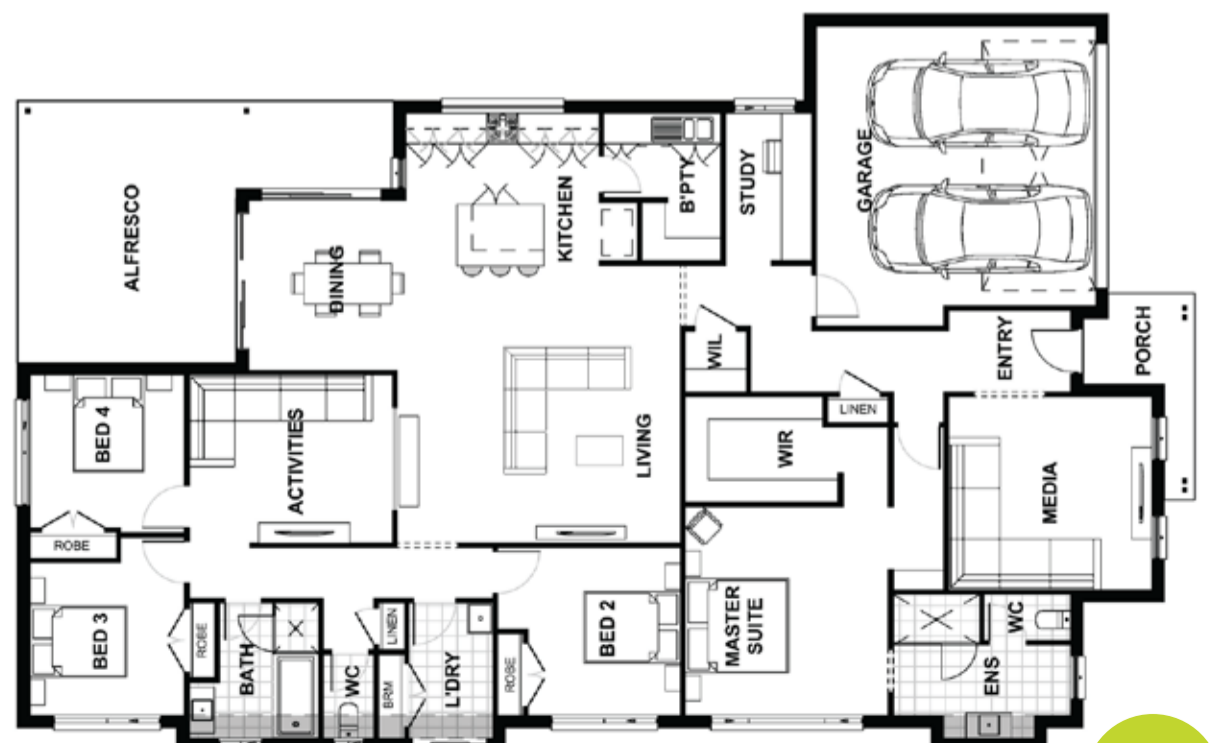 ALFRESCO
DINING
KITCHEN
B'PTY
STUDY
GARAGE
WIL
ENTRY
PORCH
LINEN
BED 4
ACTIVITIES
LIVING
WIR
MEDIA
ROBE
BED 3
ROBE
BATH
WC
LINEN
BRM
L'DRY
ROBE
BED 2
MASTER
SUITE
ENS
WC